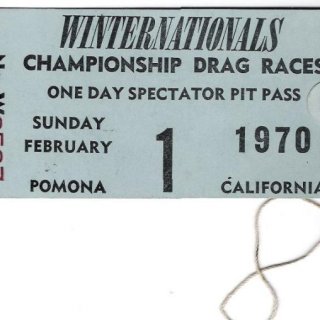 WINTERNATIONALS
CHAMPIONSHIP DRAG RACES
ONE DAY SPECTATOR PIT PASS
SUNDAY
FEBRUARY 1 1970
POMONA CALIFORNIA